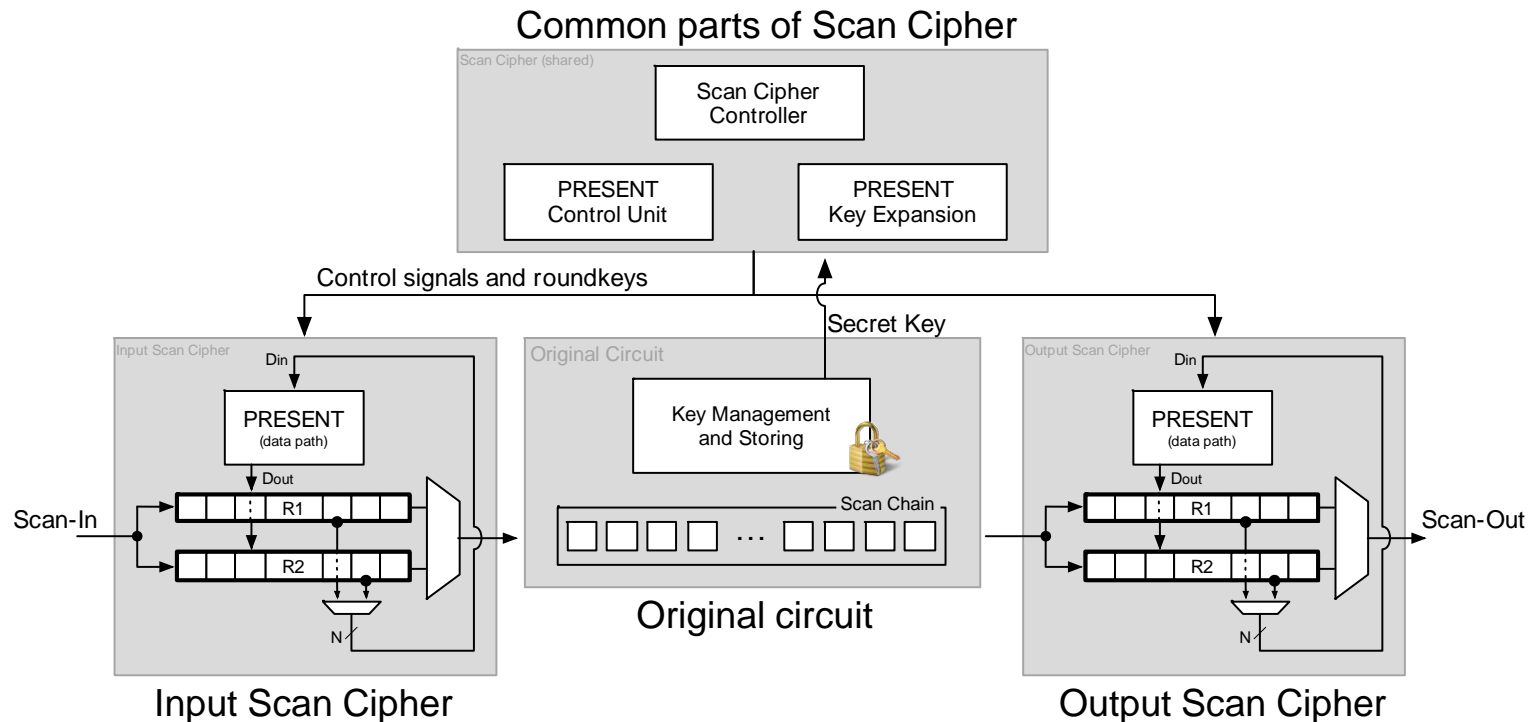 Common parts of Scan Cipher
Scan Cipher (shared)
Scan Cipher
Controller
PRESENT
Control Unit
PRESENT
Key Expansion
Control signals and roundkeys
Secret Key
Input Scan Cipher
Din
PRESENT
(data path)
Dout
R1
Scan-In
R2
N
Input Scan Cipher
Original Circuit
Key Management
and Storing
Scan Chain
...
Original circuit
Output Scan Cipher
Din
PRESENT
(data path)
Dout
R1
Scan-Out
R2
N
Output Scan Cipher